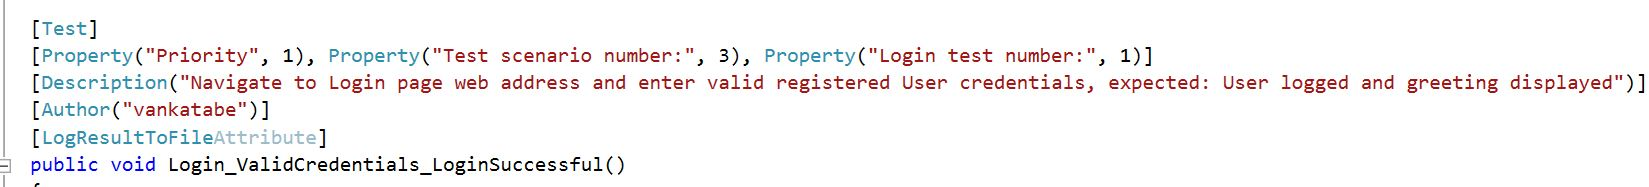 [Test]
[Property("Priority", 1), Property("Test scenario number:", 3), Property("Login test number:", 1)]
[Description("Navigate to Login page web address and enter valid registered User credentials, expected: User logged and greeting displayed")]
[Author("vankatabe")]
[LogResultToFileAttribute]
public void Login_ValidCredentials_LoginSuccessful()